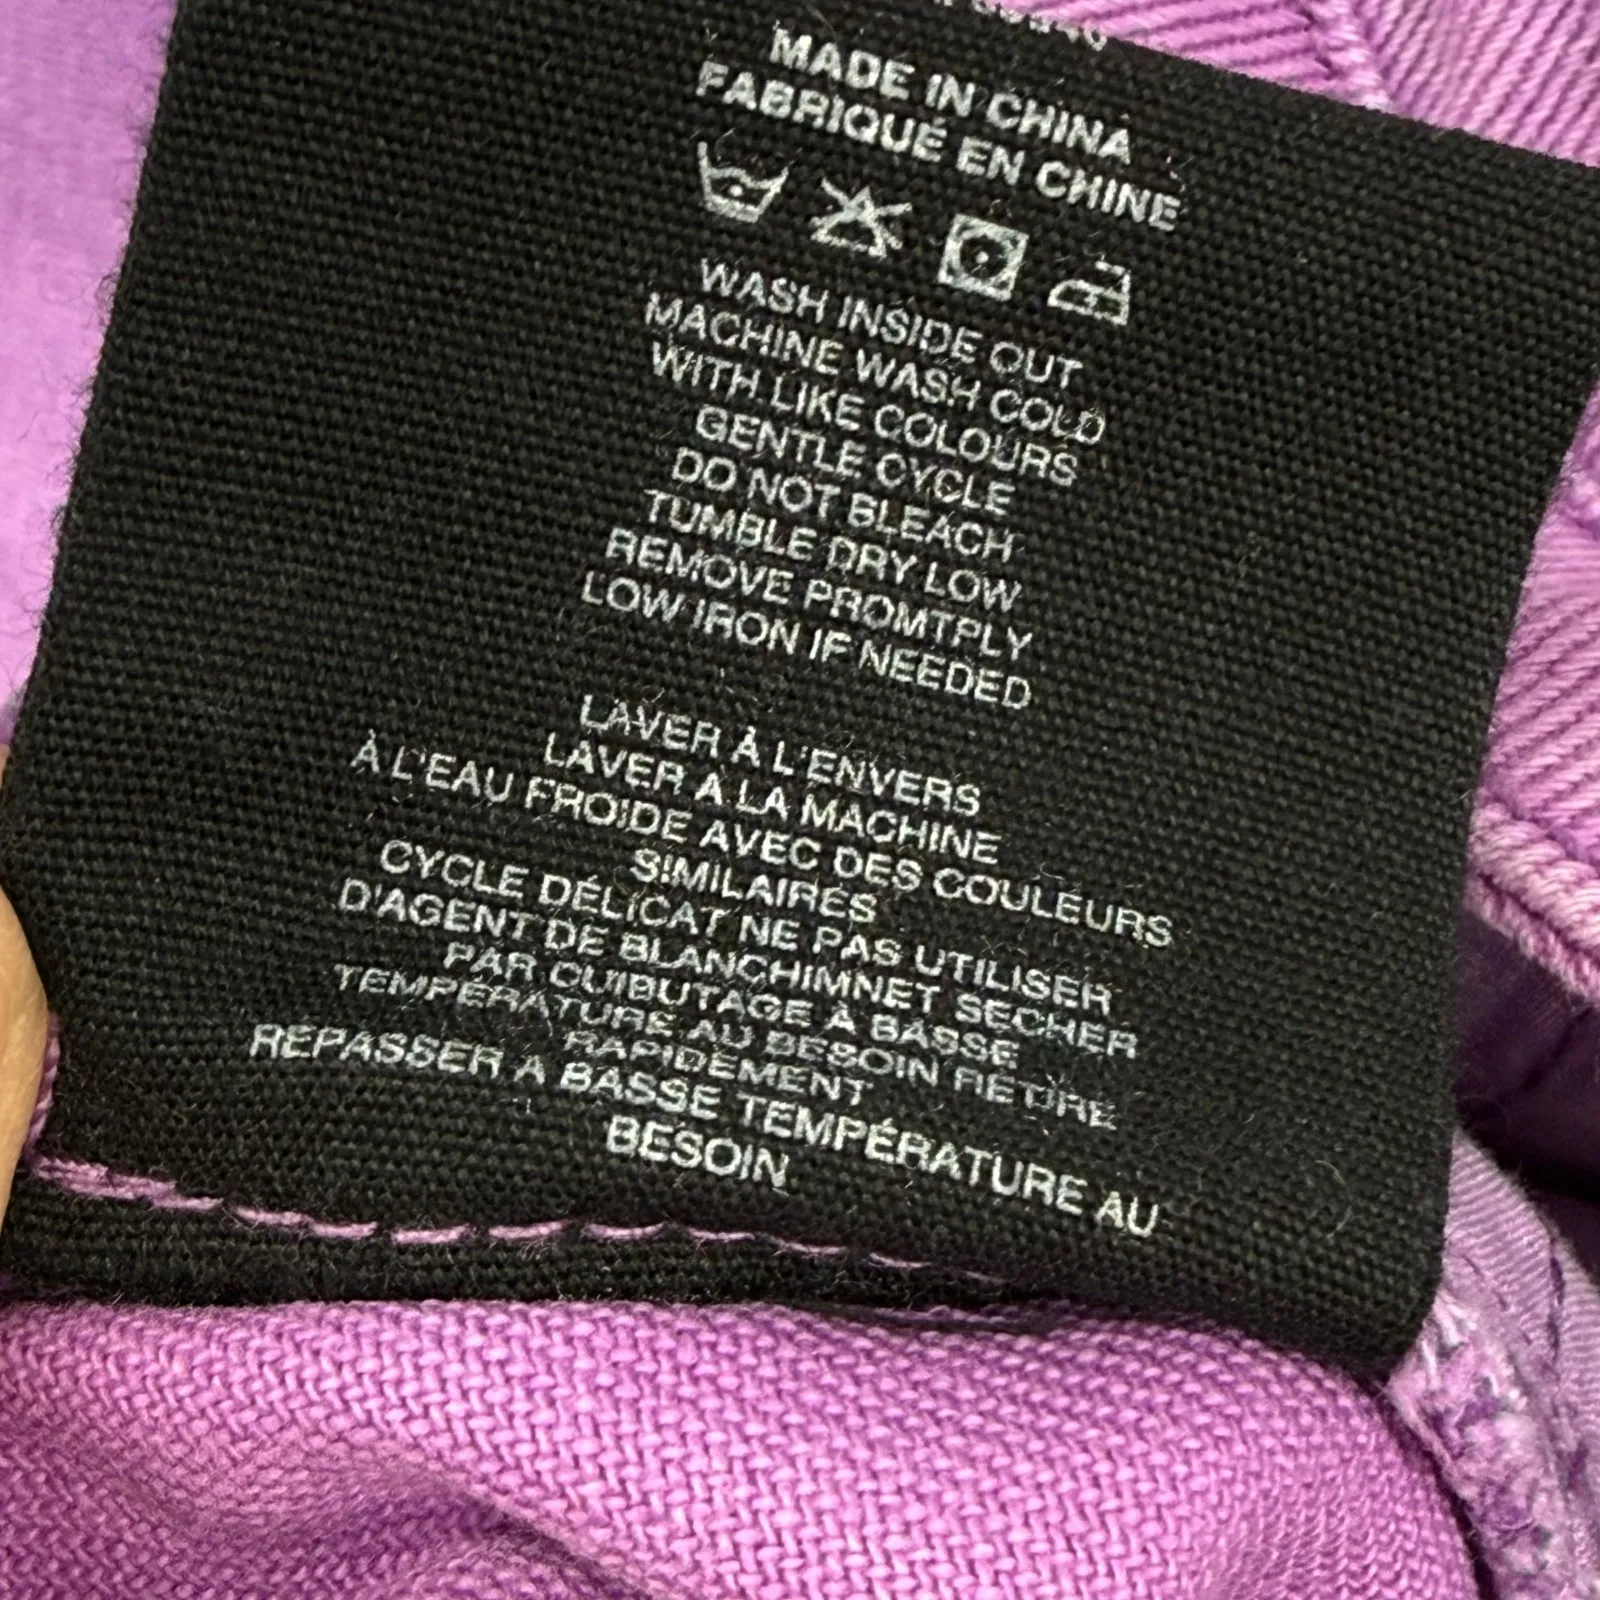 MADE IN CHINA
FABRIQUÉ EN CHINE
WASH INSIDE OUT
MACHINE WASH COLD
WITH LIKE COLOURS
GENTLE CYCLE
DO NOT BLEACH
TUMBLE DRY LOW
REMOVE PROMTPLY
LOW IRON IF NEEDED
LAVER À L'ENVERS
LAVER A LA MACHINE
À L'EAU FROIDE AVEC DES COULEURS
SIMILAIRES
CYCLE DÉLICAT NE PAS UTILISER
D'AGENT DE BLANCHIMNET SECHER
PAR CUIBUTAGE À BASSE
TEMPÉRATURE AU BESOIN RETURE
RAPIDEMENT
REPASSER A BASSE TEMPÉRATURE AU
BESOIN